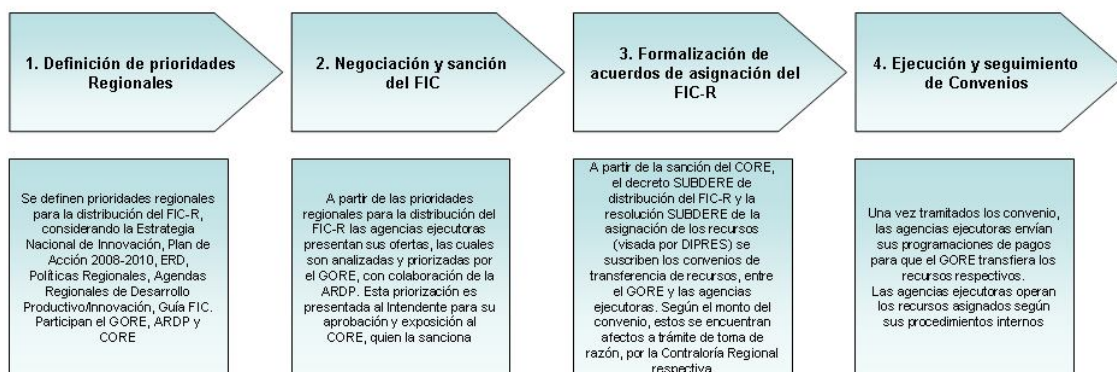 1. Definición de prioridades
Regionales
2. Negociación y sanción
del FIC
3. Formalización de
acuerdos de asignación del
FIC-R
4. Ejecución y seguimiento
de Convenios
Se definen prioridades regionales
para la distribución del FIC-R,
considerando la Estrategia
Nacional de Innovación, Plan de
Acción 2008-2010, ERD,
Políticas Regionales, Agendas
Regionales de Desarrollo
Productivo/Innovación, Guía FIC.
Participan el GORE, ARDP y
CORE
A partir de las prioridades
regionales para la distribución del
FIC-R las agencias ejecutoras
presentan sus ofertas, las cuales
son analizadas y priorizadas por
el GORE, con colaboración de la
ARDP. Esta priorización es
presentada al Intendente para su
aprobación y exposición al
CORE, quien la sanciona
A partir de la sanción del CORE,
el decreto SUBDERE de
distribución del FIC-R y la
resolución SUBDERE de la
asignación de los recursos
(visada por DIPRES) se
suscriben los convenios de
transferencia de recursos, entre
el GORE y las agencias
ejecutoras. Según el monto del
convenio, estos se encuentran
afectos a trámite de toma de
razón, por la Contraloría Regional
respectiva
Una vez tramitados los convenio,
las agencias ejecutoras envían
sus programaciones de pagos
para que el GORE transfiera los
recursos respectivos.
Las agencias ejecutoras operan
los recursos asignados según
sus procedimientos internos